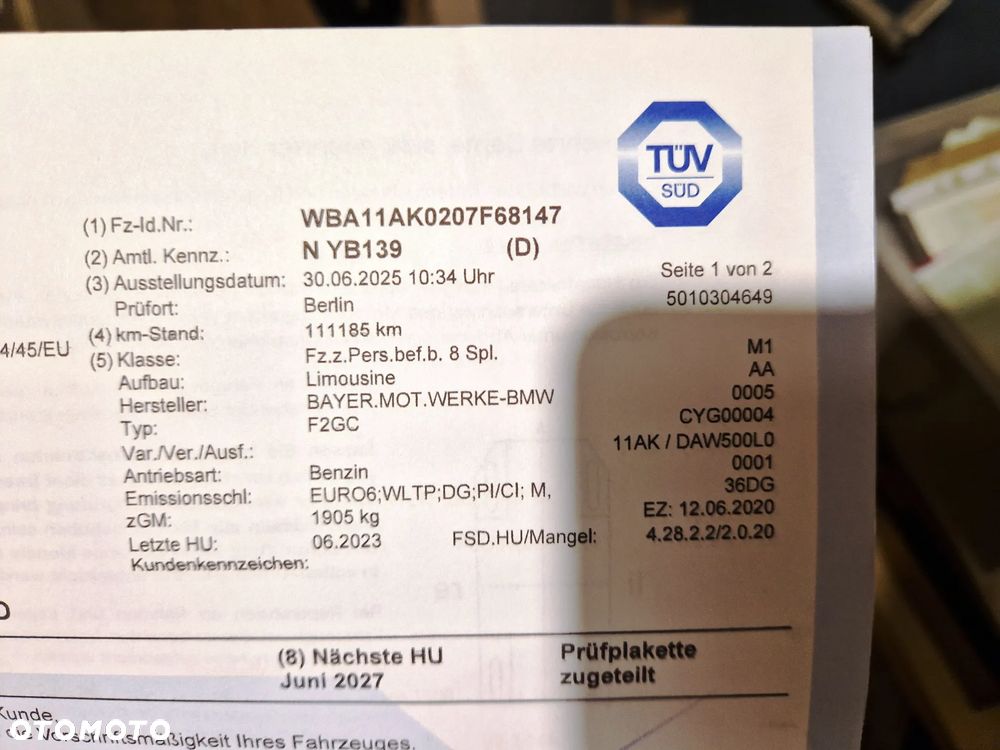 TÜV
SÜD
(1) Fz-Id.Nr.: WBA11AK0207F68147
(2) Amtl. Kennz.: N YB139 (D)
(3) Ausstellungsdatum: 30.06.2025 10:34 Uhr Seite 1 von 2
Prüfort: Berlin 5010304649
(4) km-Stand: 111185 km
4/45/EU (5) Klasse: Fz.z.Pers.bef.b. 8 Spl. M1
Aufbau: Limousine AA
Hersteller: BAYER.MOT.WERKE-BMW 0005
Typ: F2GC CYG00004
Var./Ver./Ausf.: 11AK / DAW500L0
Antriebsart: Benzin 0001
Emissionsschl: EURO6;WLTP;DG;PI/CI; M, 36DG
zGM: 1905 kg EZ: 12.06.2020
Letzte HU: 06.2023 FSD.HU/Mangel: 4.28.2.2/2.0.20
Kundenkennzeichen:
(8) Nächste HU Prüfplakette
Juni 2027 zugeteilt
Kunde,
die Vorschriftsmäßigkeit Ihres Fahrzeuges.
OTOMOTO